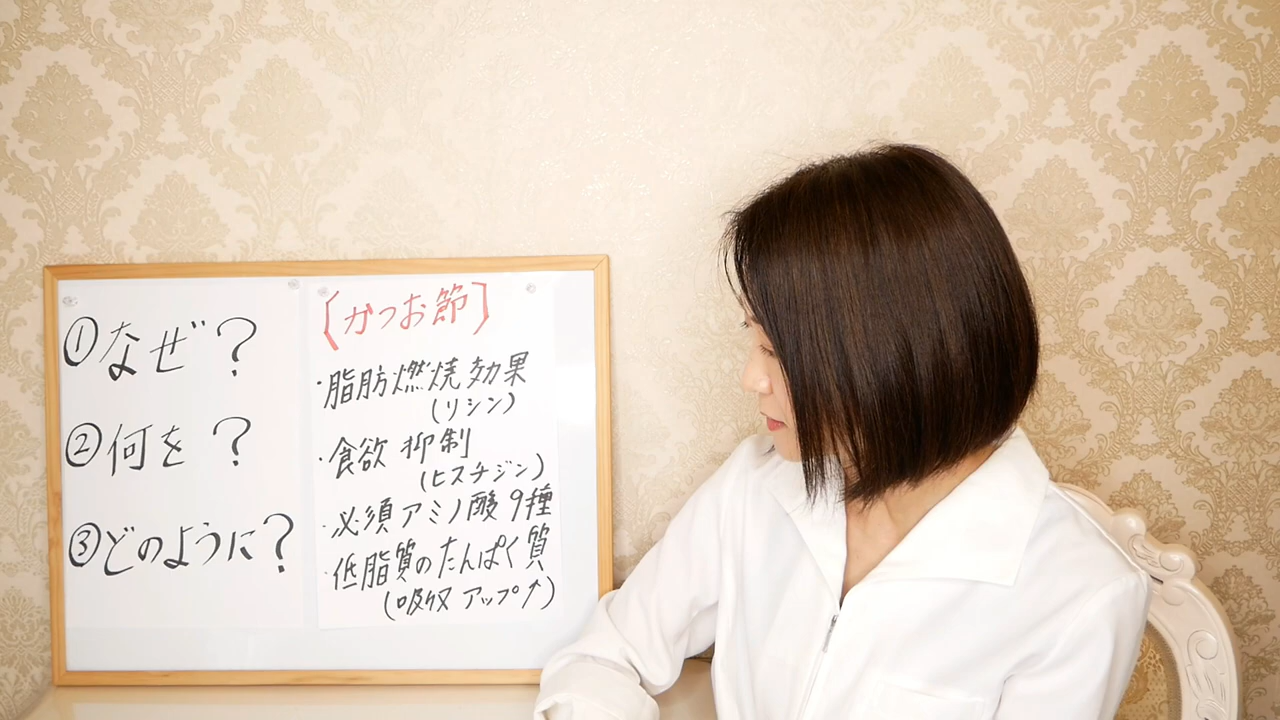 ①なぜ?
②何を?
③どのように?
[かつお節]
・脂肪燃焼効果
(リシン)
・食欲抑制
(ヒスチジン)
・必須アミノ酸9種
・低脂質のたんぱく質
(吸収アップ↑)